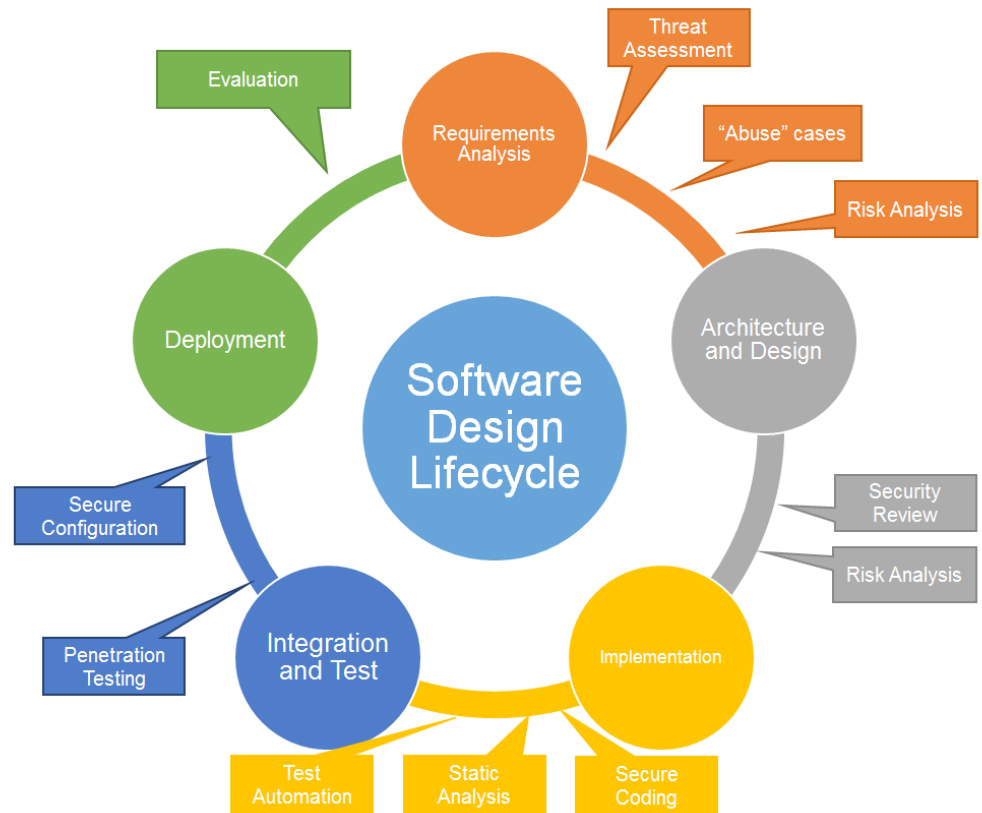 Threat
Assessment
Evaluation
Requirements
Analysis
“Abuse” cases
Risk Analysis
Deployment
Architecture
and Design
Software
Design
Lifecycle
Secure
Configuration
Security
Review
Risk Analysis
Penetration
Testing
Integration
and Test
Implementation
Test
Automation
Static
Analysis
Secure
Coding